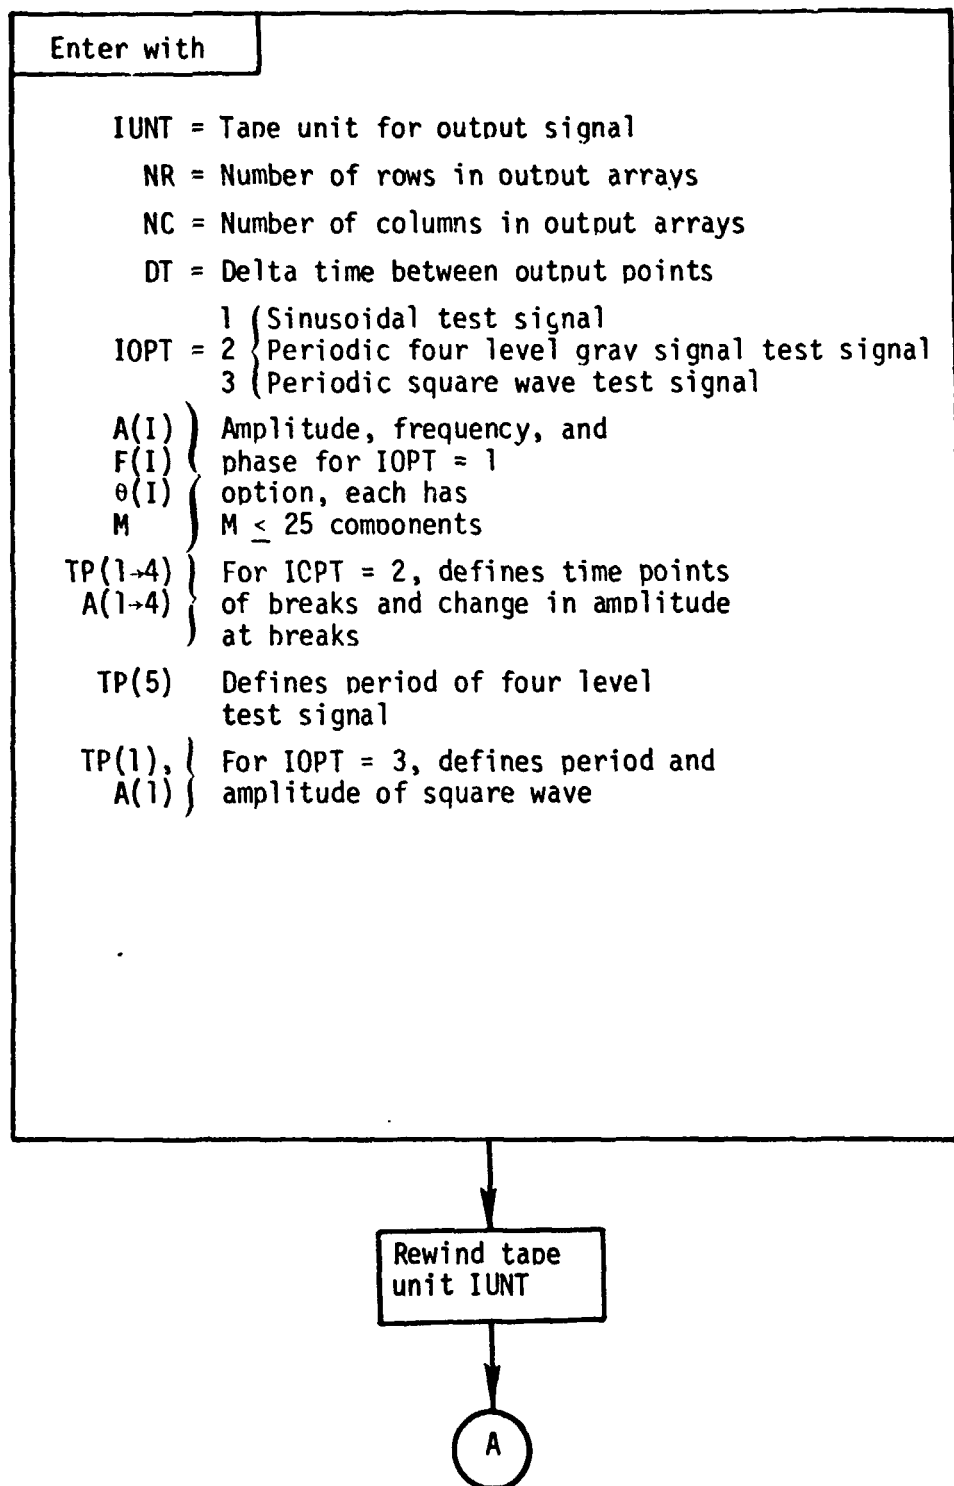 Enter with
IUNT = Tape unit for output signal
NR = Number of rows in output arrays
NC = Number of columns in output arrays
DT = Delta time between output points
1 Sinusoidal test signal
IOPT = 2 Periodic four level gray signal test signal
3 Periodic square wave test signal
A(I) Amplitude, frequency, and
F(I) phase for IOPT = 1
θ(I) option, each has
M M ≤ 25 components
TP(1→4) For ICPT = 2, defines time points
A(1→4) of breaks and change in amplitude
at breaks
TP(5) Defines period of four level
test signal
TP(1), For IOPT = 3, defines period and
A(1) amplitude of square wave
Rewind tape
unit IUNT
A